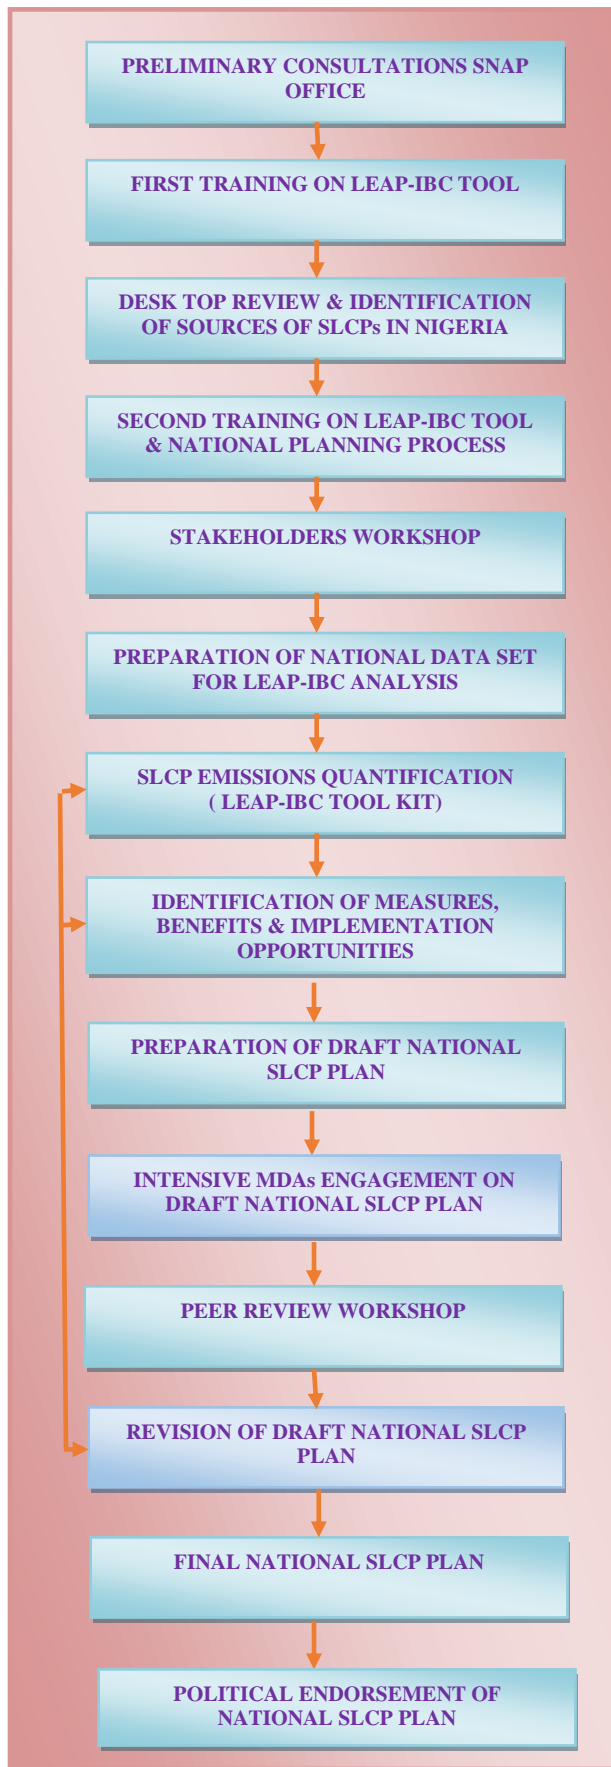 PRELIMINARY CONSULTATIONS SNAP
OFFICE
FIRST TRAINING ON LEAP-IBC TOOL
DESK TOP REVIEW & IDENTIFICATION
OF SOURCES OF SLCPs IN NIGERIA
SECOND TRAINING ON LEAP-IBC TOOL
& NATIONAL PLANNING PROCESS
STAKEHOLDERS WORKSHOP
PREPARATION OF NATIONAL DATA SET
FOR LEAP-IBC ANALYSIS
SLCP EMISSIONS QUANTIFICATION
( LEAP-IBC TOOL KIT)
IDENTIFICATION OF MEASURES,
BENEFITS & IMPLEMENTATION
OPPORTUNITIES
PREPARATION OF DRAFT NATIONAL
SLCP PLAN
INTENSIVE MDAs ENGAGEMENT ON
DRAFT NATIONAL SLCP PLAN
PEER REVIEW WORKSHOP
REVISION OF DRAFT NATIONAL SLCP
PLAN
FINAL NATIONAL SLCP PLAN
POLITICAL ENDORSEMENT OF
NATIONAL SLCP PLAN